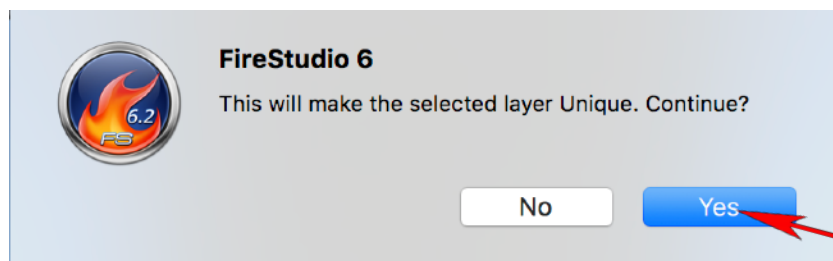 FireStudio 6
This will make the selected layer Unique. Continue?
6.2
FS
No
Yes